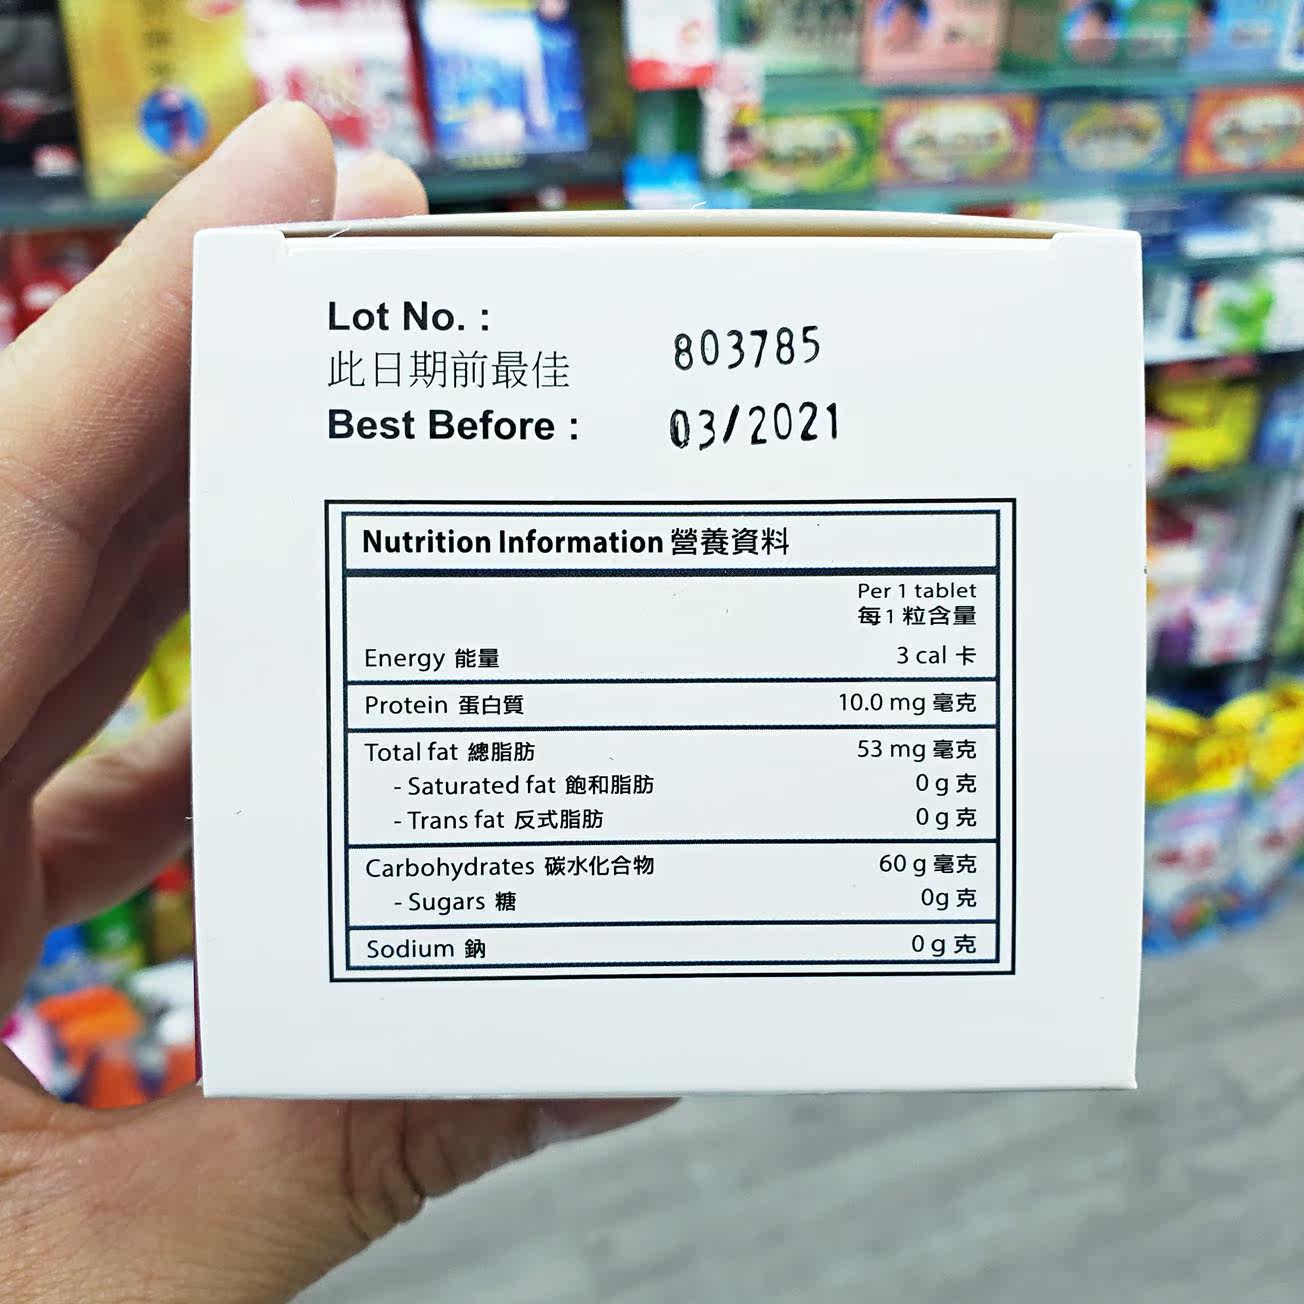 Lot No. : 803785
此日期前最佳
Best Before : 03/2021
Nutrition Information 營養資料
Per 1 tablet
每1粒含量
Energy 能量 3 cal 卡
Protein 蛋白質 10.0 mg 毫克
Total fat 總脂肪 53 mg 毫克
- Saturated fat 飽和脂肪 0 g 克
- Trans fat 反式脂肪 0 g 克
Carbohydrates 碳水化合物 60 g 毫克
- Sugars 糖 0g 克
Sodium 鈉 0 g 克